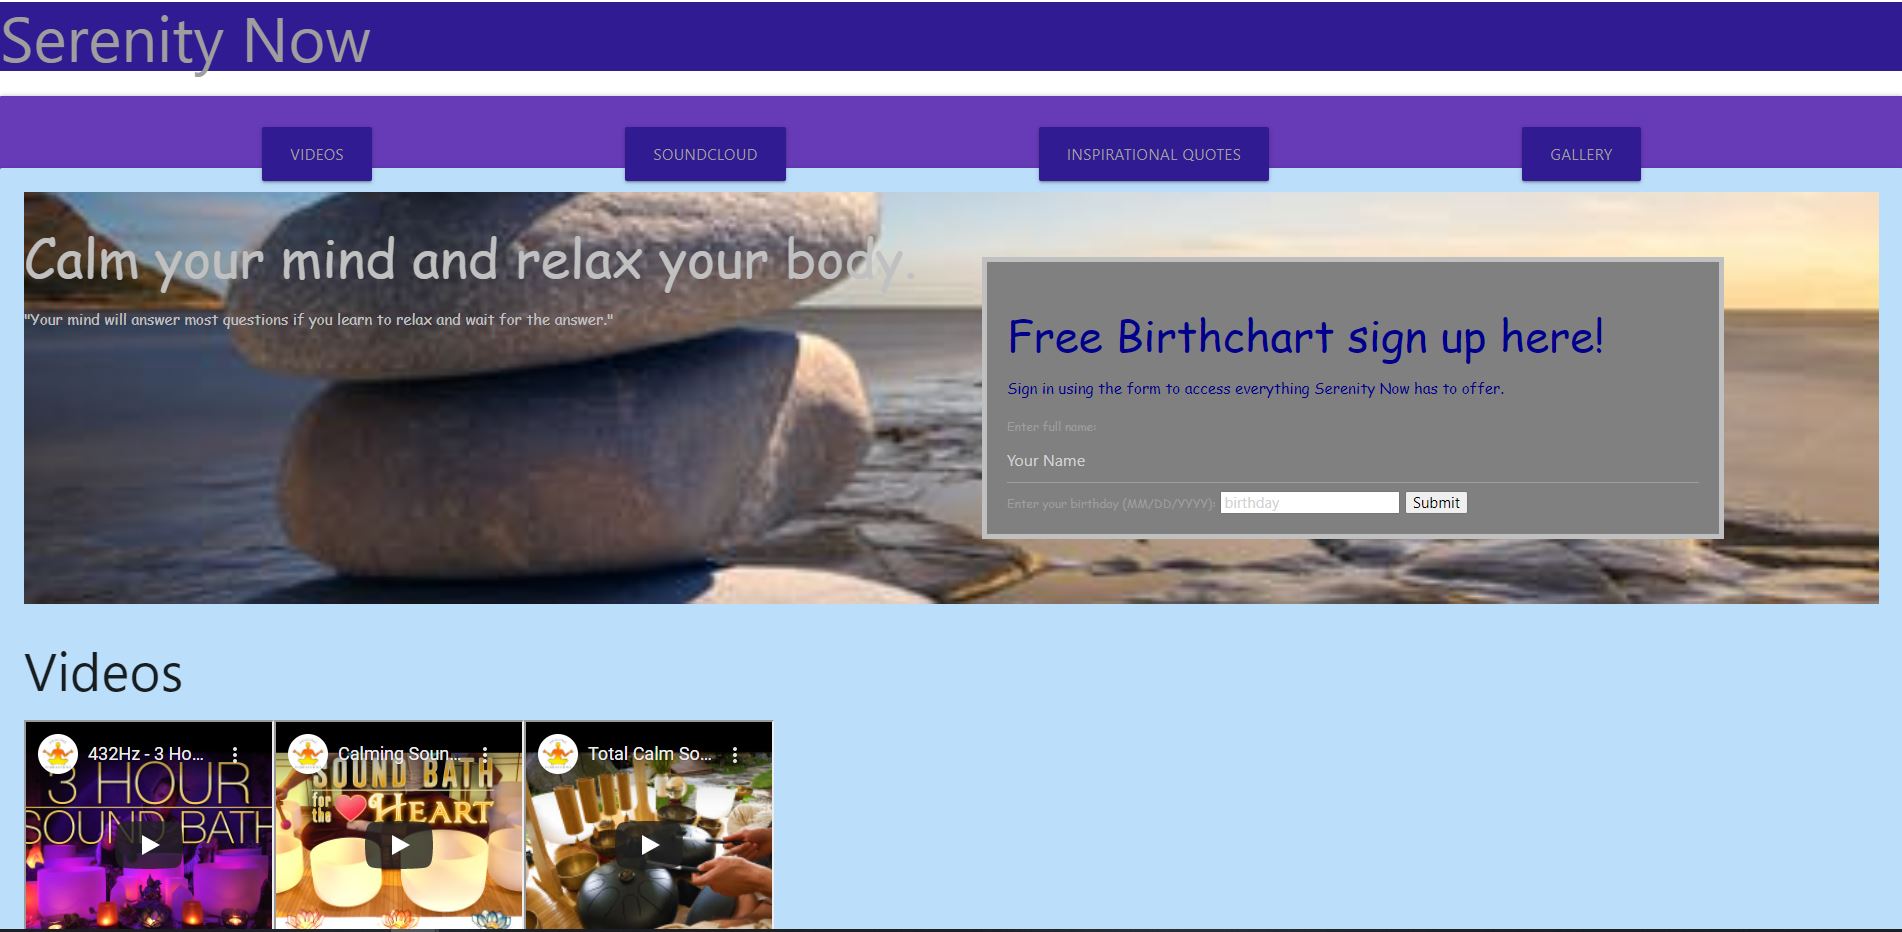 Serenity Now
VIDEOS
SOUNDCLOUD
INSPIRATIONAL QUOTES
GALLERY
Calm your mind and relax your body.
"Your mind will answer most questions if you learn to relax and wait for the answer."
Free Birthchart sign up here!
Sign in using the form to access everything Serenity Now has to offer.
Enter full name:
Your Name
Enter your birthday (MM/DD/YYYY): birthday Submit
Videos
432Hz - 3 Ho...
3 HOUR
SOUND BATH
Calming Soun...
SOUND BATH
for the HEART
Total Calm So...